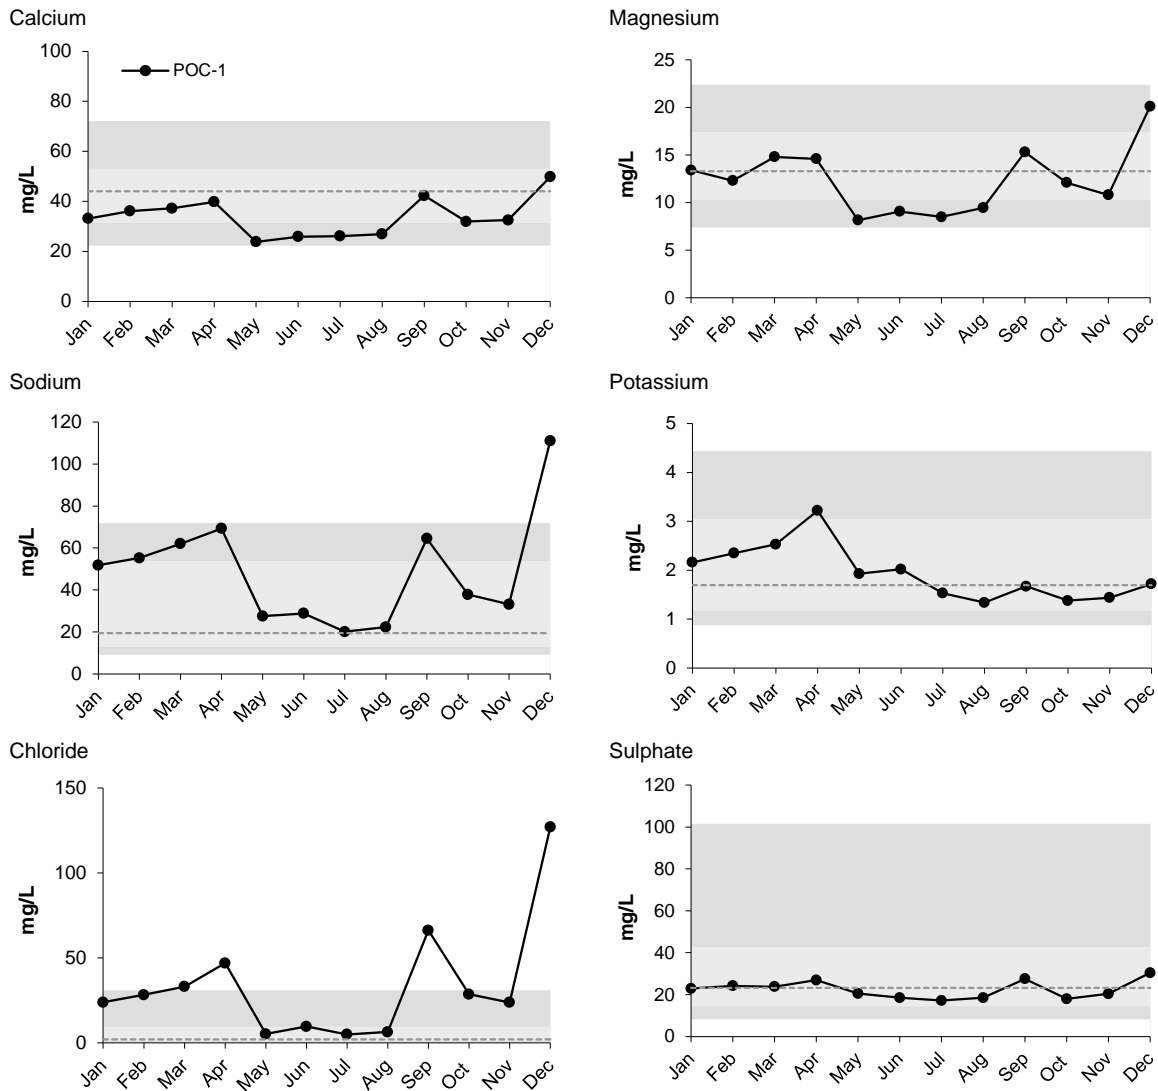 Calcium
100
80
60
40
20
0
mg/L
POC-1
Jan Feb Mar Apr May Jun Jul Aug Sep Oct Nov Dec
Magnesium
25
20
15
10
5
0
mg/L
Jan Feb Mar Apr May Jun Jul Aug Sep Oct Nov Dec
Sodium
120
100
80
60
40
20
0
mg/L
Jan Feb Mar Apr May Jun Jul Aug Sep Oct Nov Dec
Potassium
5
4
3
2
1
0
mg/L
Jan Feb Mar Apr May Jun Jul Aug Sep Oct Nov Dec
Chloride
150
100
50
0
mg/L
Jan Feb Mar Apr May Jun Jul Aug Sep Oct Nov Dec
Sulphate
120
100
80
60
40
20
0
mg/L
Jan Feb Mar Apr May Jun Jul Aug Sep Oct Nov Dec